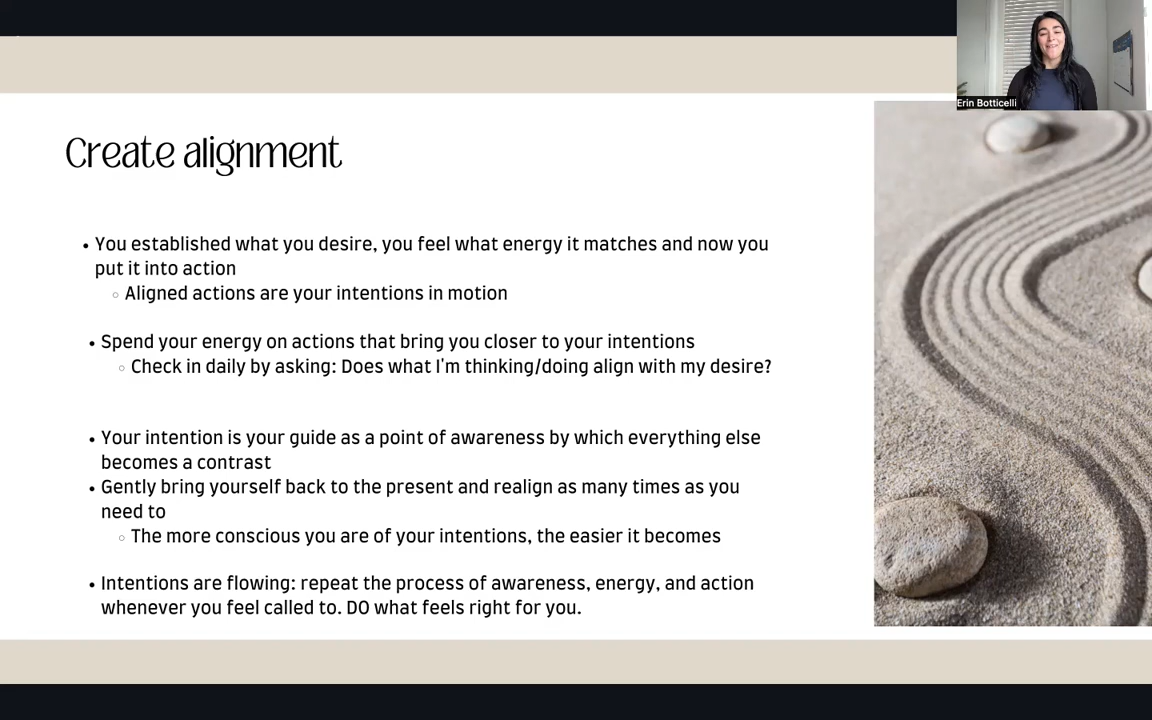 Erin Botticelli
Create alignment
• You established what you desire, you feel what energy it matches and now you
put it into action
○ Aligned actions are your intentions in motion
• Spend your energy on actions that bring you closer to your intentions
○ Check in daily by asking: Does what I'm thinking/doing align with my desire?
• Your intention is your guide as a point of awareness by which everything else
becomes a contrast
• Gently bring yourself back to the present and realign as many times as you
need to
○ The more conscious you are of your intentions, the easier it becomes
• Intentions are flowing: repeat the process of awareness, energy, and action
whenever you feel called to. DO what feels right for you.